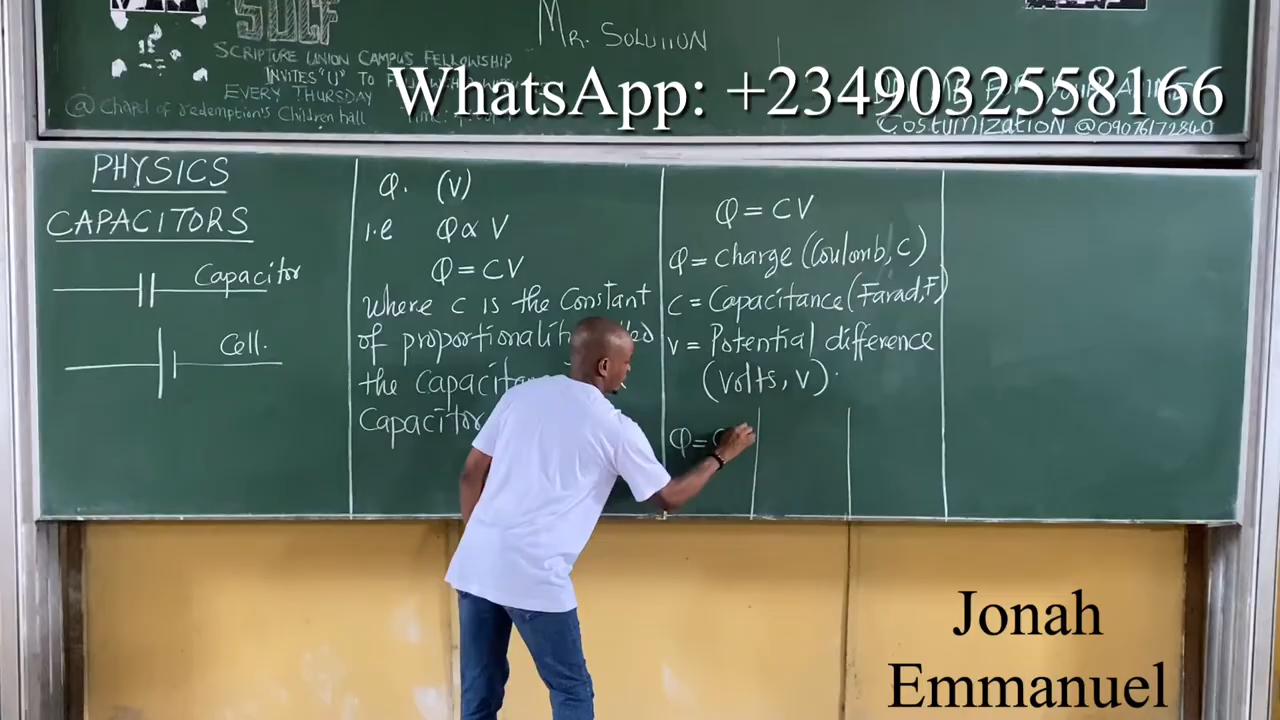 SUCF
SCRIPTURE UNION CAMPUS FELLOWSHIP
INVITES "U" TO
EVERY THURSDAY
@ Chapel of redemption's Children hall
MR. SOLUTION
WhatsApp: +2349032558166
Costumization @09076172840
PHYSICS
CAPACITORS
Capacitor
Cell.
Q. (V)
i.e Q ∝ V
Q = CV
Where C is the Constant
of proportionality
the Capacitan
Capacitor
Q = CV
Q = Charge (Coulomb, C)
C = Capacitance (Farad, F)
V = Potential difference
(Volts, V).
Q = C
Jonah
Emmanuel